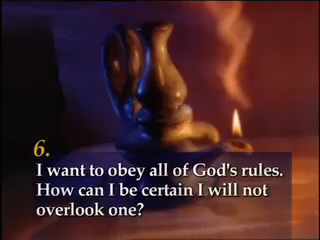 6.
I want to obey all of God's rules.
How can I be certain I will not
overlook one?